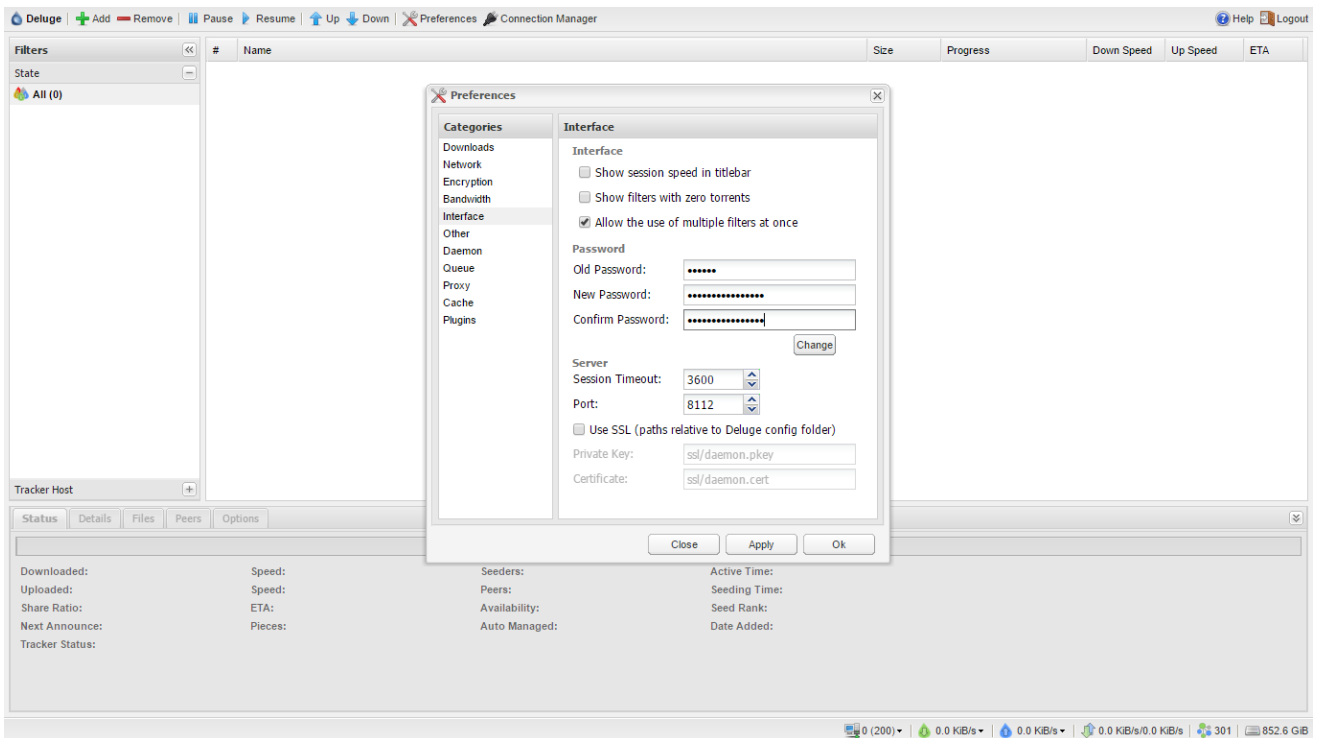 Deluge Add Remove Pause Resume Up Down Preferences Connection Manager Help Logout
Filters # Name Size Progress Down Speed Up Speed ETA
State
All (0)
Preferences
Categories
Downloads
Network
Encryption
Bandwidth
Interface
Other
Daemon
Queue
Proxy
Cache
Plugins
Interface
Interface
Show session speed in titlebar
Show filters with zero torrents
Allow the use of multiple filters at once
Password
Old Password: ••••••
New Password: ••••••••••••••••
Confirm Password: ••••••••••••••••
Change
Server
Session Timeout: 3600
Port: 8112
Use SSL (paths relative to Deluge config folder)
Private Key: ssl/daemon.pkey
Certificate: ssl/daemon.cert
Close Apply Ok
Tracker Host
Status Details Files Peers Options
Downloaded: Speed: Seeders: Active Time:
Uploaded: Speed: Peers: Seeding Time:
Share Ratio: ETA: Availability: Seed Rank:
Next Announce: Pieces: Auto Managed: Date Added:
Tracker Status:
0 (200) 0.0 KiB/s 0.0 KiB/s 0.0 KiB/s/0.0 KiB/s 301 852.6 GiB